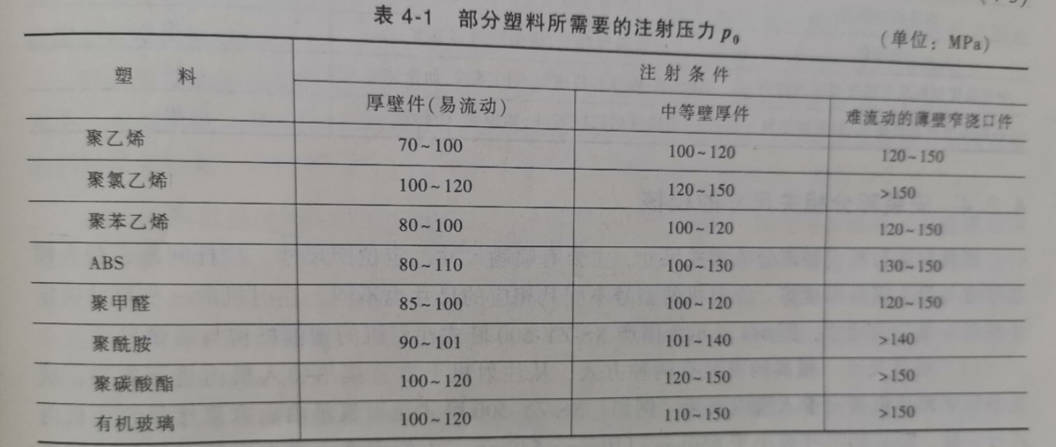 表 4-1 部分塑料所需要的注射压力 p₀
(单位：MPa)
塑 料 注 射 条 件
厚壁件(易流动) 中等壁厚件 难流动的薄壁窄浇口件
聚乙烯 70~100 100~120 120~150
聚氯乙烯 100~120 120~150 >150
聚苯乙烯 80~100 100~120 120~150
ABS 80~110 100~130 130~150
聚甲醛 85~100 100~120 120~150
聚酰胺 90~101 101~140 >140
聚碳酸酯 100~120 120~150 >150
有机玻璃 100~120 110~150 >150